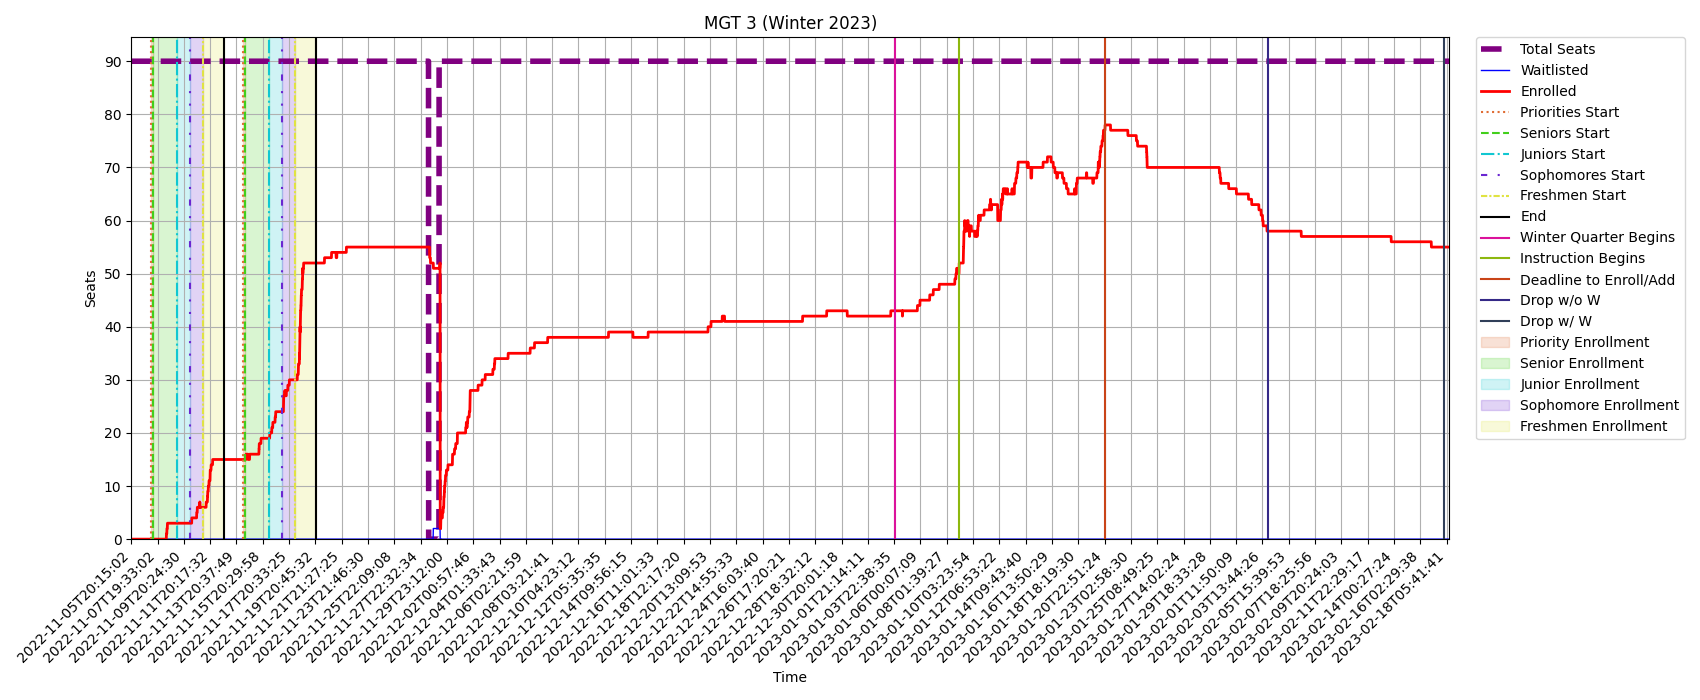 MGT 3 (Winter 2023)
Seats
90
80
70
60
50
40
30
20
10
0
2022-11-05T20:15:02
2022-11-07T19:33:02
2022-11-09T20:24:30
2022-11-11T20:17:32
2022-11-13T20:37:49
2022-11-15T20:29:58
2022-11-17T20:33:25
2022-11-19T20:45:32
2022-11-21T21:27:25
2022-11-23T21:46:30
2022-11-25T22:09:08
2022-11-27T22:32:34
2022-11-29T23:12:00
2022-12-02T00:57:46
2022-12-04T01:33:43
2022-12-06T02:21:59
2022-12-08T03:21:41
2022-12-10T04:23:12
2022-12-12T05:35:35
2022-12-14T09:56:15
2022-12-16T11:01:33
2022-12-18T12:17:20
2022-12-20T13:09:53
2022-12-22T14:55:33
2022-12-24T16:03:40
2022-12-26T17:20:21
2022-12-28T18:32:12
2022-12-30T20:01:18
2023-01-01T21:14:11
2023-01-03T22:38:35
2023-01-06T00:07:09
2023-01-08T01:39:27
2023-01-10T03:23:54
2023-01-12T06:53:22
2023-01-14T09:43:40
2023-01-16T13:50:29
2023-01-18T18:19:30
2023-01-20T22:51:24
2023-01-23T02:58:30
2023-01-25T08:49:25
2023-01-27T14:02:24
2023-01-29T18:33:28
2023-02-01T11:50:09
2023-02-03T13:44:26
2023-02-05T15:39:53
2023-02-07T18:25:56
2023-02-09T20:24:03
2023-02-11T22:29:17
2023-02-14T00:27:24
2023-02-16T02:29:38
2023-02-18T05:41:41
Time
Total Seats
Waitlisted
Enrolled
Priorities Start
Seniors Start
Juniors Start
Sophomores Start
Freshmen Start
End
Winter Quarter Begins
Instruction Begins
Deadline to Enroll/Add
Drop w/o W
Drop w/ W
Priority Enrollment
Senior Enrollment
Junior Enrollment
Sophomore Enrollment
Freshmen Enrollment